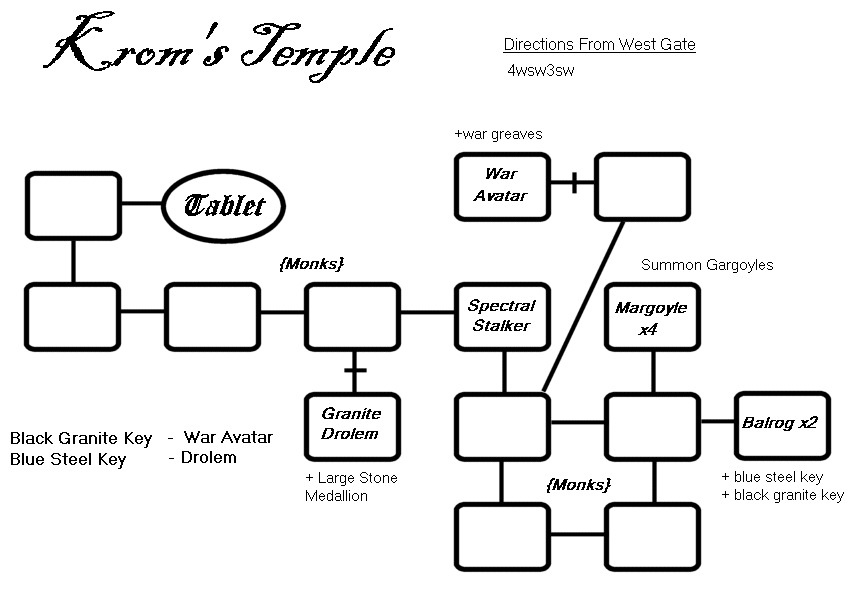 Krom's Temple
Directions From West Gate
4wsw3sw
+war greaves
War
Avatar
Tablet
{Monks}
Summon Gargoyles
Spectral
Stalker
Margoyle
x4
Granite
Drolem
Balrog x2
Black Granite Key - War Avatar
Blue Steel Key - Drolem
+ Large Stone
Medallion
{Monks}
+ blue steel key
+ black granite key